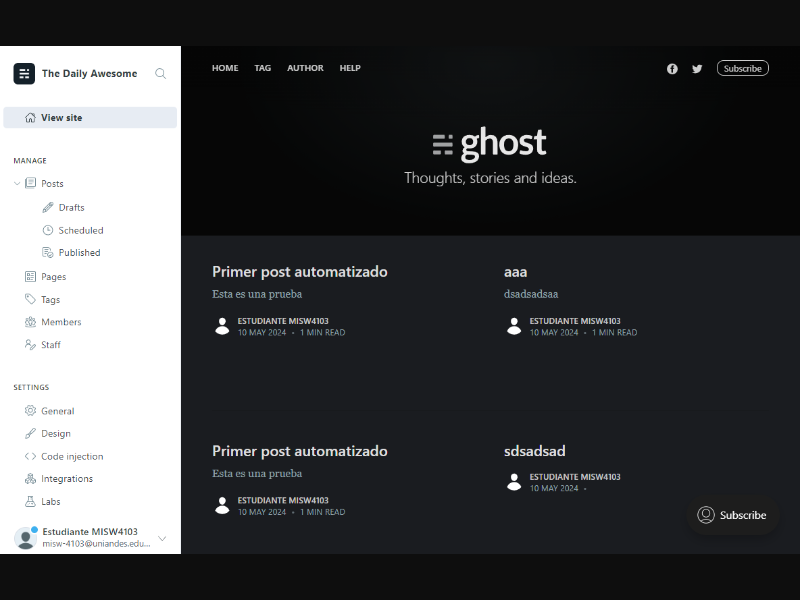 The Daily Awesome
View site
MANAGE
Posts
Drafts
Scheduled
Published
Pages
Tags
Members
Staff
SETTINGS
General
Design
Code injection
Integrations
Labs
Estudiante MISW4103
misw-4103@uniandes.edu...
HOME TAG AUTHOR HELP
Subscribe
ghost
Thoughts, stories and ideas.
Primer post automatizado
Esta es una prueba
ESTUDIANTE MISW4103
10 MAY 2024 • 1 MIN READ
aaa
dsadsadsaa
ESTUDIANTE MISW4103
10 MAY 2024 • 1 MIN READ
Primer post automatizado
Esta es una prueba
ESTUDIANTE MISW4103
10 MAY 2024 • 1 MIN READ
sdsadsad
ESTUDIANTE MISW4103
10 MAY 2024 •
Subscribe